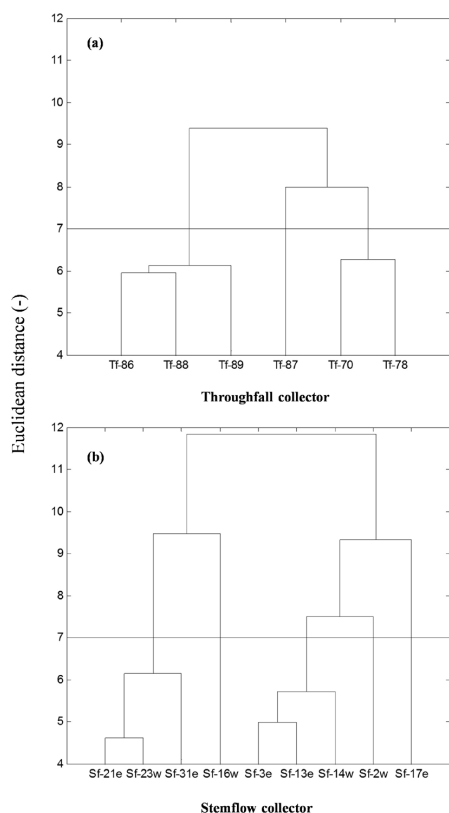 12
(a)
11
10
9
8
7
6
5
4
Tf-86 Tf-88 Tf-89 Tf-87 Tf-70 Tf-78
Throughfall collector
Euclidean distance (-)
12
(b)
11
10
9
8
7
6
5
4
Sf-21e Sf-23w Sf-31e Sf-16w Sf-3e Sf-13e Sf-14w Sf-2w Sf-17e
Stemflow collector